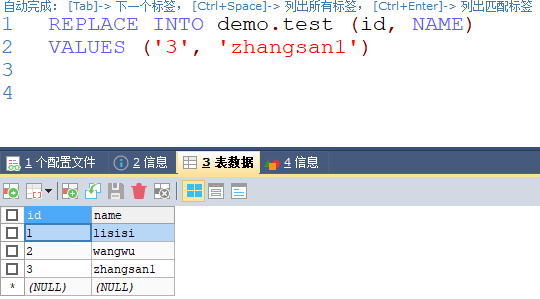 自动完成： [Tab]-> 下一个标签， [Ctrl+Space]-> 列出所有标签， [Ctrl+Enter]-> 列出匹配标签
1 REPLACE INTO demo.test (id, NAME)
2 VALUES ('3', 'zhangsan1')
3
4
1 个配置文件 2 信息 3 表数据 4 信息
id name
1 lisisi
2 wangwu
3 zhangsan1
* (NULL) (NULL)